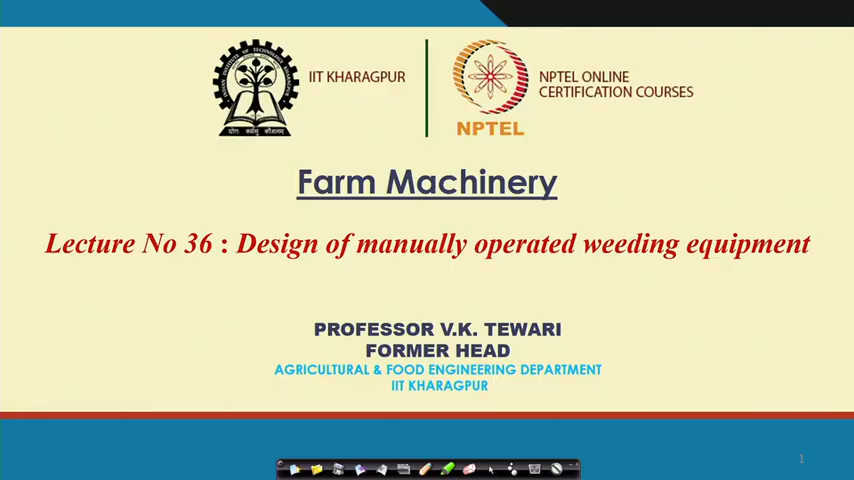 IIT KHARAGPUR
NPTEL ONLINE
CERTIFICATION COURSES
NPTEL
Farm Machinery
Lecture No 36 : Design of manually operated weeding equipment
PROFESSOR V.K. TEWARI
FORMER HEAD
AGRICULTURAL & FOOD ENGINEERING DEPARTMENT
IIT KHARAGPUR
1